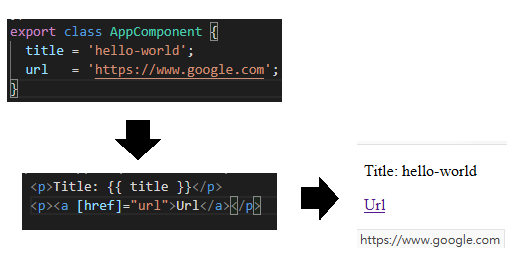 export class AppComponent {
title = 'hello-world';
url = 'https://www.google.com';
}
<p>Title: {{ title }}</p>
<p><a [href]="url">Url</a></p>
Title: hello-world
Url
https://www.google.com